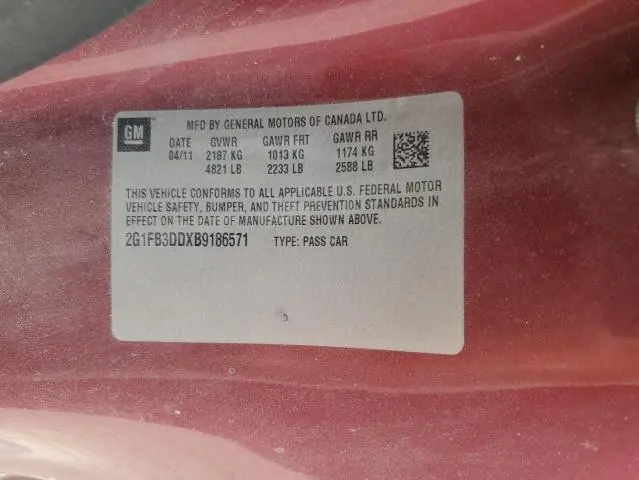 GM
MFD BY GENERAL MOTORS OF CANADA LTD.
DATE GVWR GAWR FRT GAWR RR
04/11 2187 KG 1013 KG 1174 KG
4821 LB 2233 LB 2588 LB
THIS VEHICLE CONFORMS TO ALL APPLICABLE U.S. FEDERAL MOTOR
VEHICLE SAFETY, BUMPER, AND THEFT PREVENTION STANDARDS IN
EFFECT ON THE DATE OF MANUFACTURE SHOWN ABOVE.
2G1FB3DDXB9186571 TYPE: PASS CAR